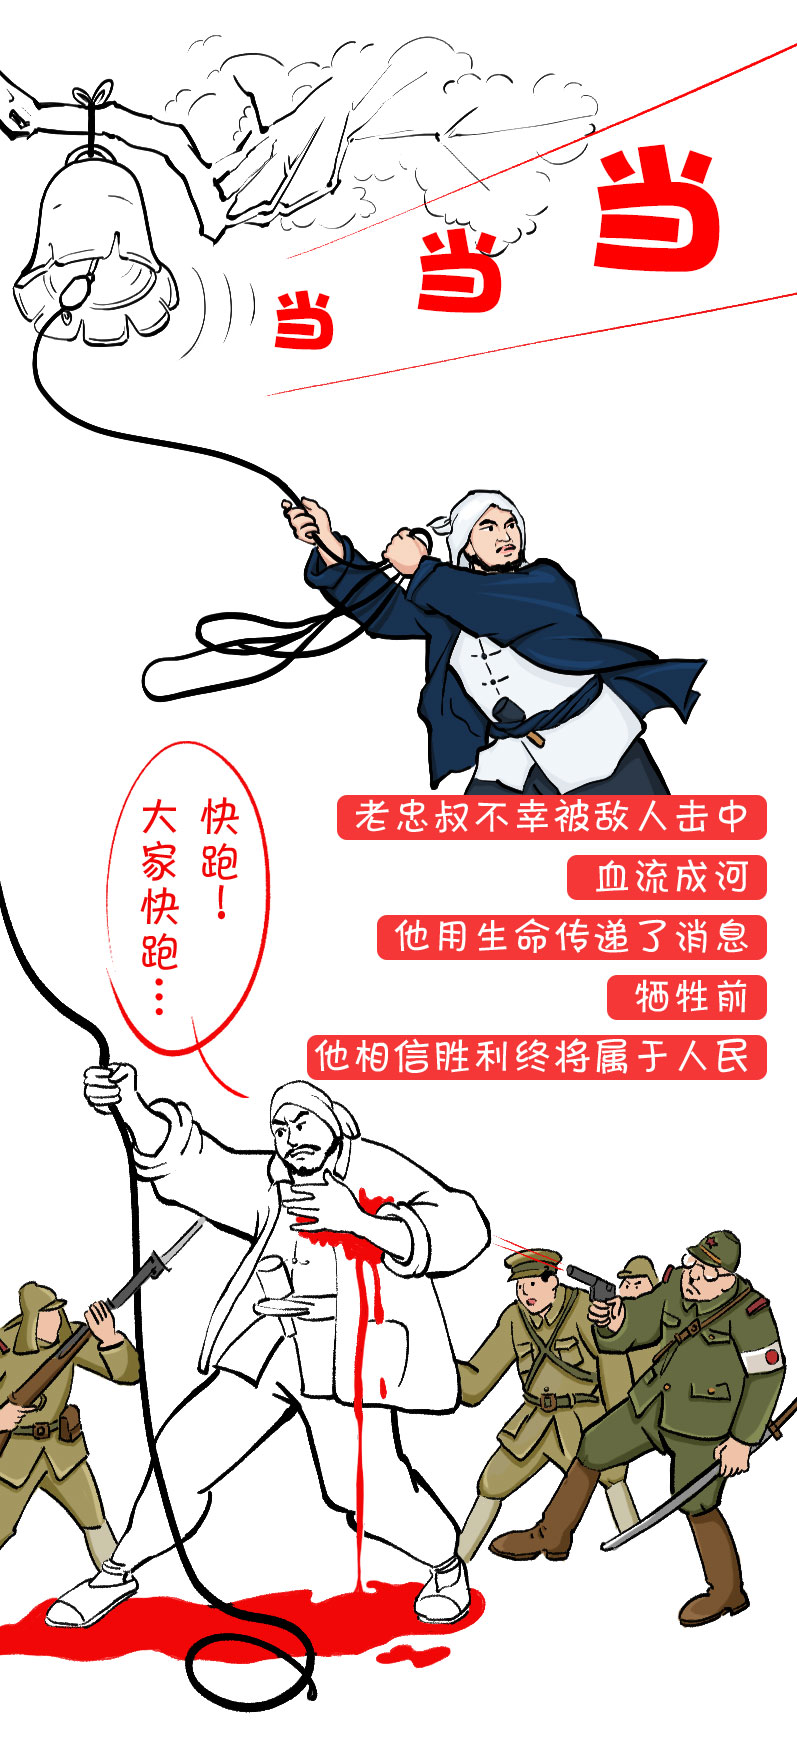 当
当
当
快跑！
大家快跑…
老忠叔不幸被敌人击中
血流成河
他用生命传递了消息
牺牲前
他相信胜利终将属于人民